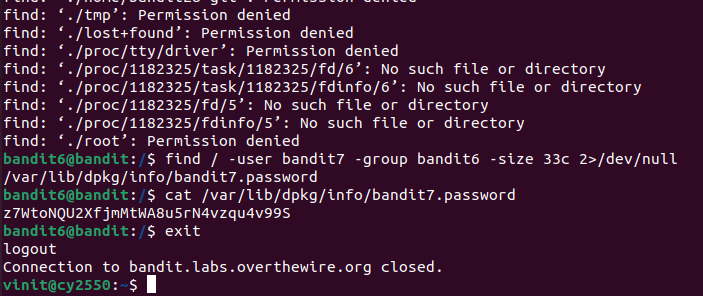 find: ‘./tmp’: Permission denied
find: ‘./lost+found’: Permission denied
find: ‘./proc/tty/driver’: Permission denied
find: ‘./proc/1182325/task/1182325/fd/6’: No such file or directory
find: ‘./proc/1182325/task/1182325/fdinfo/6’: No such file or directory
find: ‘./proc/1182325/fd/5’: No such file or directory
find: ‘./proc/1182325/fdinfo/5’: No such file or directory
find: ‘./root’: Permission denied
bandit6@bandit:/$ find / -user bandit7 -group bandit6 -size 33c 2>/dev/null
/var/lib/dpkg/info/bandit7.password
bandit6@bandit:/$ cat /var/lib/dpkg/info/bandit7.password
z7WtoNQU2XfjmMtWA8u5rN4vzqu4v99S
bandit6@bandit:/$ exit
logout
Connection to bandit.labs.overthewire.org closed.
vinit@cy2550:~$